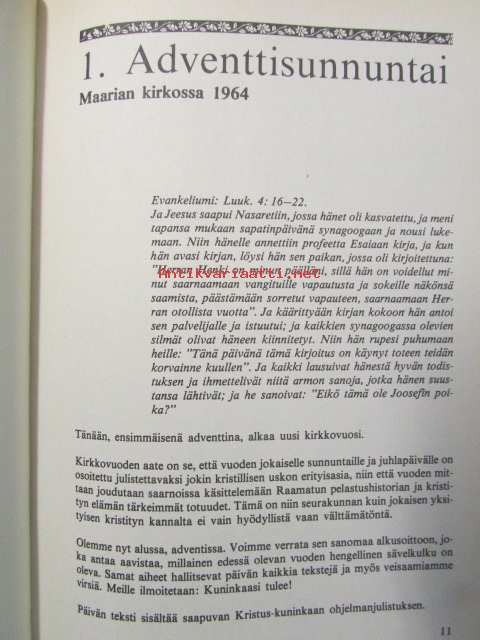 1. Adventtisunnuntai
Maarian kirkossa 1964
Evankeliumi: Luuk. 4: 16–22.
Ja Jeesus saapui Nasaretiin, jossa hänet oli kasvatettu, ja meni
tapansa mukaan sapatinpäivänä synagoogaan ja nousi luke-
maan. Niin hänelle annettiin profeetta Esaiaan kirja, ja kun
hän avasi kirjan, löysi hän sen paikan, jossa oli kirjoitettuna:
"Herran Henki on minun päälläni, sillä hän on voidellut mi-
nut saarnaamaan vangituille vapautusta ja sokeille näkönsä
saamista, päästämään sorretut vapauteen, saarnaamaan Her-
ran otollista vuotta". Ja käärittyään kirjan kokoon hän antoi
sen palvelijalle ja istuutui; ja kaikkien synagoogassa olevien
silmät olivat häneen kiinnitetyt. Niin hän rupesi puhumaan
heille: "Tänä päivänä tämä kirjoitus on käynyt toteen teidän
korvainne kuullen". Ja kaikki lausuivat hänestä hyvän todis-
tuksen ja ihmettelivät niitä armon sanoja, jotka hänen suus-
tansa lähtivät; ja he sanoivat: "Eikö tämä ole Joosefin poi-
ka?"
Tänään, ensimmäisenä adventtina, alkaa uusi kirkkovuosi.
Kirkkovuoden aate on se, että vuoden jokaiselle sunnuntaille ja juhlapäivälle on
osoitettu julistettavaksi jokin kristillisen uskon erityisasia, niin että vuoden mit-
taan joudutaan saarnoissa käsittelemään Raamatun pelastushistorian ja kristi-
tyn elämän tärkeimmät totuudet. Tämä on niin seurakunnan kuin jokaisen yksi-
tyisen kristityn kannalta ei vain hyödyllistä vaan välttämätöntä.
Olemme nyt alussa, adventissa. Voimme verrata sen sanomaa alkusoittoon, jo-
ka antaa aavistaa, millainen edessä olevan vuoden hengellinen sävelkulku on
oleva. Samat aiheet hallitsevat päivän kaikkia tekstejä ja myös veisaamiamme
virsiä. Meille ilmoitetaan: Kuninkaasi tulee!
Päivän teksti sisältää saapuvan Kristus-kuninkaan ohjelmanjulistuksen.
11
Antikvariaatti.net